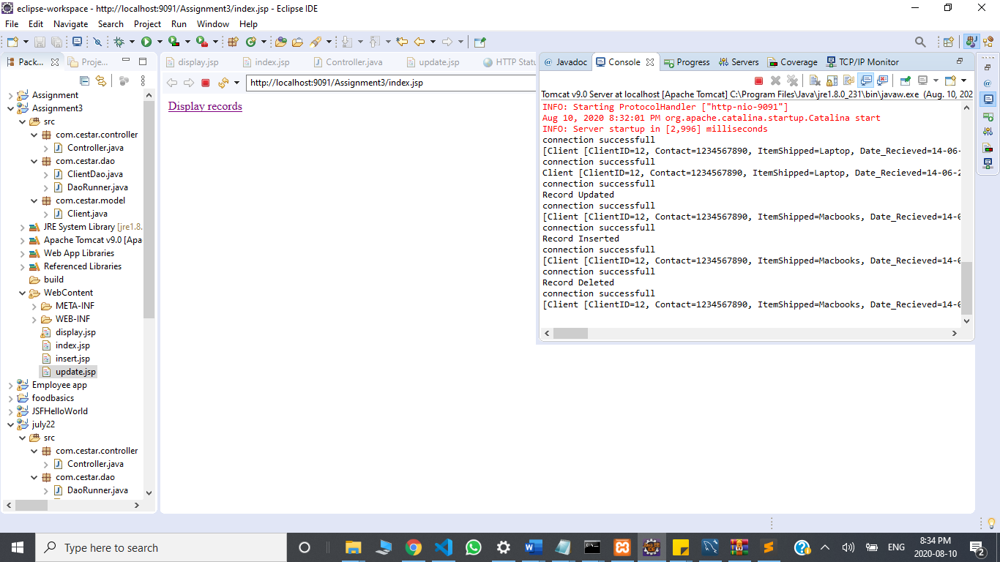 eclipse-workspace - http://localhost:9091/Assignment3/index.jsp - Eclipse IDE
File Edit Navigate Search Project Run Window Help
Pack... Proje...
display.jsp index.jsp Controller.java update.jsp HTTP Statu
@ Javadoc Console Progress Servers Coverage TCP/IP Monitor
http://localhost:9091/Assignment3/index.jsp
Display records
Tomcat v9.0 Server at localhost [Apache Tomcat] C:\Program Files\Java\jre1.8.0_231\bin\javaw.exe (Aug. 10, 202
INFO: Starting ProtocolHandler ["http-nio-9091"]
Aug 10, 2020 8:32:01 PM org.apache.catalina.startup.Catalina start
INFO: Server startup in [2,996] milliseconds
connection successfull
[Client [ClientID=12, Contact=1234567890, ItemShipped=Laptop, Date_Recieved=14-06-
connection successfull
Client [ClientID=12, Contact=1234567890, ItemShipped=Laptop, Date_Recieved=14-06-2
connection successfull
Record Updated
connection successfull
[Client [ClientID=12, Contact=1234567890, ItemShipped=Macbooks, Date_Recieved=14-0
connection successfull
Record Inserted
connection successfull
[Client [ClientID=12, Contact=1234567890, ItemShipped=Macbooks, Date_Recieved=14-0
connection successfull
Record Deleted
connection successfull
[Client [ClientID=12, Contact=1234567890, ItemShipped=Macbooks, Date_Recieved=14-0
Assignment
Assignment3
src
com.cestar.controller
Controller.java
com.cestar.dao
ClientDao.java
DaoRunner.java
com.cestar.model
Client.java
JRE System Library [jre1.8.
Apache Tomcat v9.0 [Apa
Web App Libraries
Referenced Libraries
build
WebContent
META-INF
WEB-INF
display.jsp
index.jsp
insert.jsp
update.jsp
Employee app
foodbasics
JSFHelloWorld
july22
src
com.cestar.controller
Controller.java
com.cestar.dao
DaoRunner.java
Type here to search
ENG
8:34 PM
2020-08-10
2